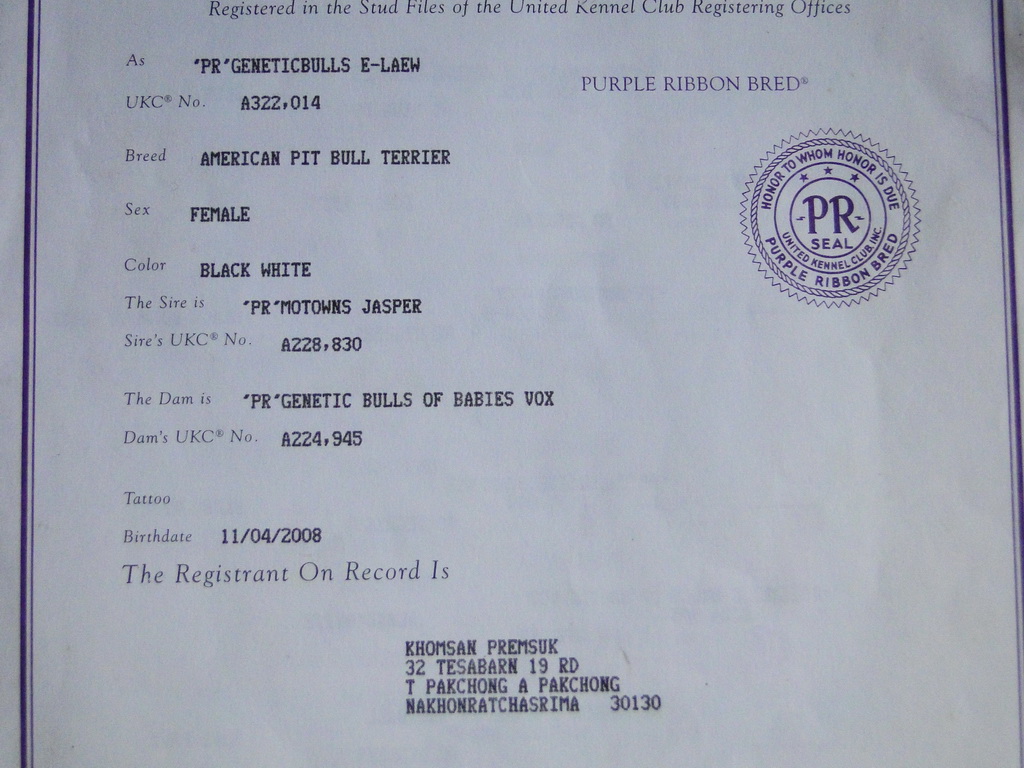 Registered in the Stud Files of the United Kennel Club Registering Offices
As 'PR'GENETICBULLS E-LAEW
PURPLE RIBBON BRED®
UKC® No. A322,014
Breed AMERICAN PIT BULL TERRIER
HONOR TO WHOM HONOR IS DUE
-PR-
SEAL
UNITED KENNEL CLUB, INC.
PURPLE RIBBON BRED
Sex FEMALE
Color BLACK WHITE
The Sire is 'PR'MOTOWNS JASPER
Sire's UKC® No. A228,830
The Dam is 'PR'GENETIC BULLS OF BABIES VOX
Dam's UKC® No. A224,945
Tattoo
Birthdate 11/04/2008
The Registrant On Record Is
KHOMSAN PREMSUK
32 TESABARN 19 RD
T PAKCHONG A PAKCHONG
NAKHONRATCHASRIMA 30130